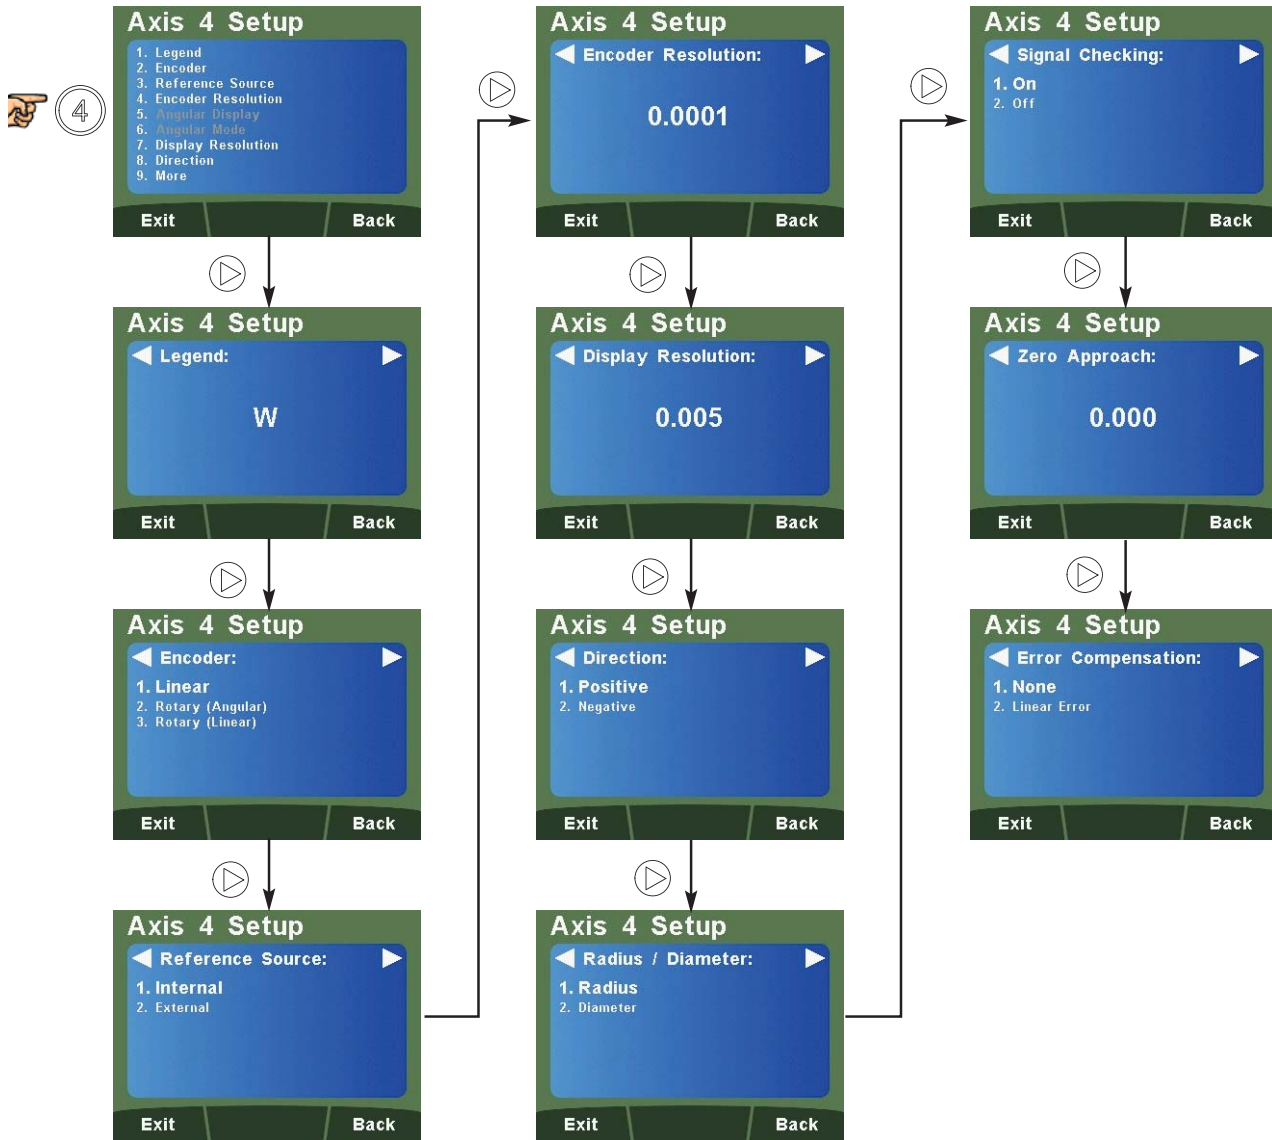 4
Axis 4 Setup
1. Legend
2. Encoder
3. Reference Source
4. Encoder Resolution
5. Angular Display
6. Angular Mode
7. Display Resolution
8. Direction
9. More
Exit Back
Axis 4 Setup
Legend:
W
Exit Back
Axis 4 Setup
Encoder:
1. Linear
2. Rotary (Angular)
3. Rotary (Linear)
Exit Back
Axis 4 Setup
Reference Source:
1. Internal
2. External
Exit Back
Axis 4 Setup
Encoder Resolution:
0.0001
Exit Back
Axis 4 Setup
Display Resolution:
0.005
Exit Back
Axis 4 Setup
Direction:
1. Positive
2. Negative
Exit Back
Axis 4 Setup
Radius / Diameter:
1. Radius
2. Diameter
Exit Back
Axis 4 Setup
Signal Checking:
1. On
2. Off
Exit Back
Axis 4 Setup
Zero Approach:
0.000
Exit Back
Axis 4 Setup
Error Compensation:
1. None
2. Linear Error
Exit Back